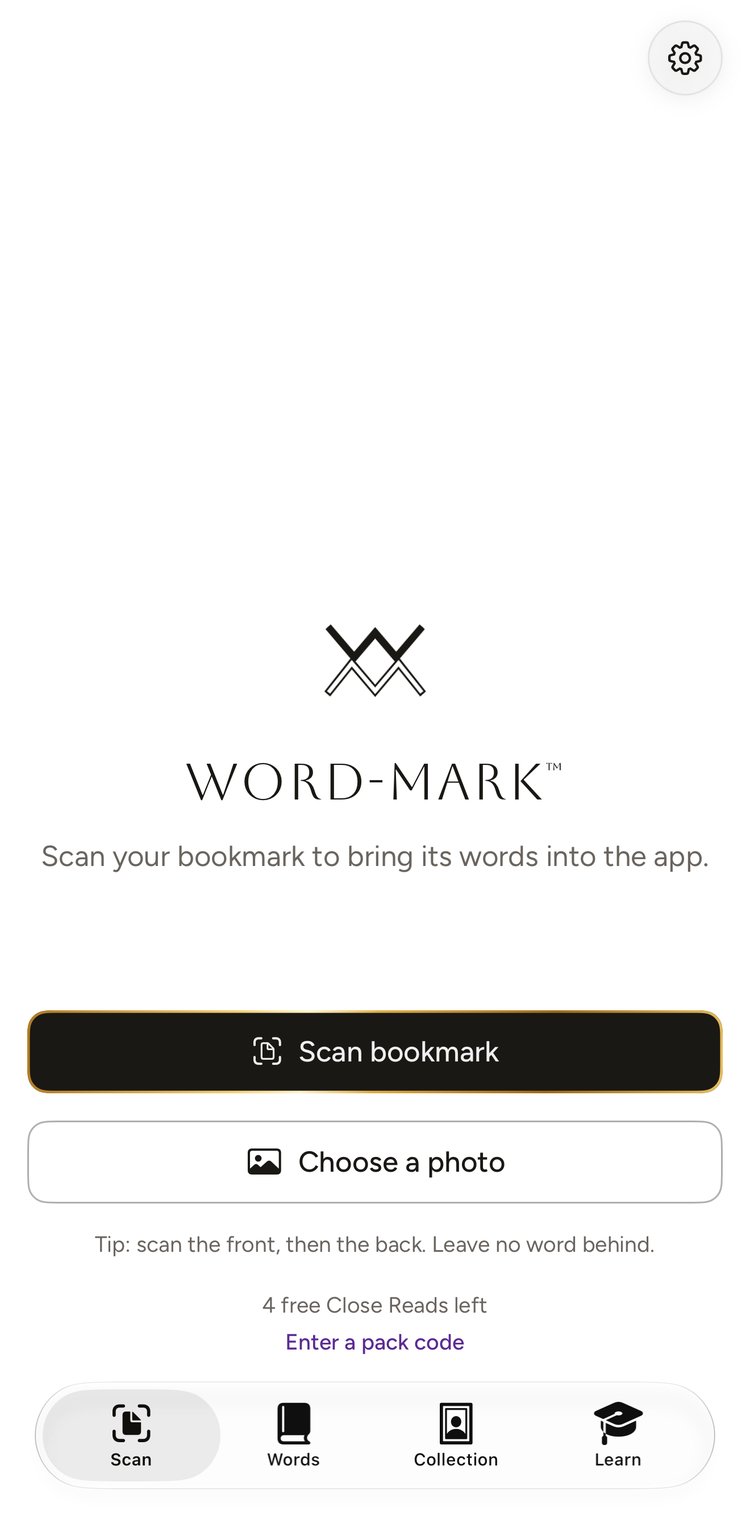 WORD-MARK™
Scan your bookmark to bring its words into the app.
Scan bookmark
Choose a photo
Tip: scan the front, then the back. Leave no word behind.
4 free Close Reads left
Enter a pack code
Scan
Words
Collection
Learn